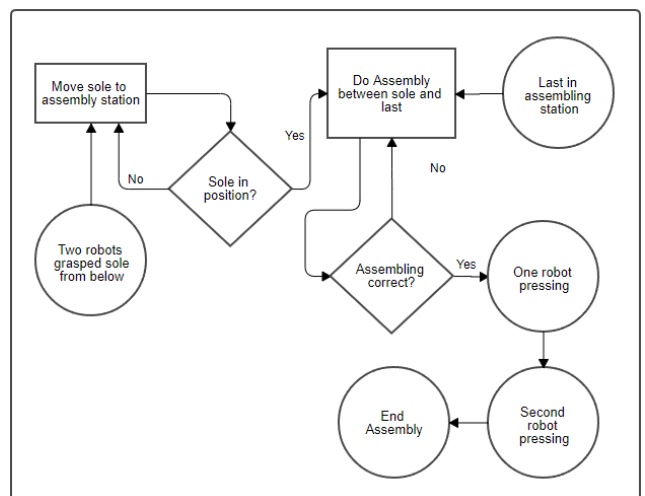 Move sole to
assembly station
Do Assembly
between sole and
last
Last in
assembling
station
Yes
No
Sole in
position?
No
Two robots
grasped sole
from below
Assembling
correct?
Yes
One robot
pressing
End
Assembly
Second
robot
pressing